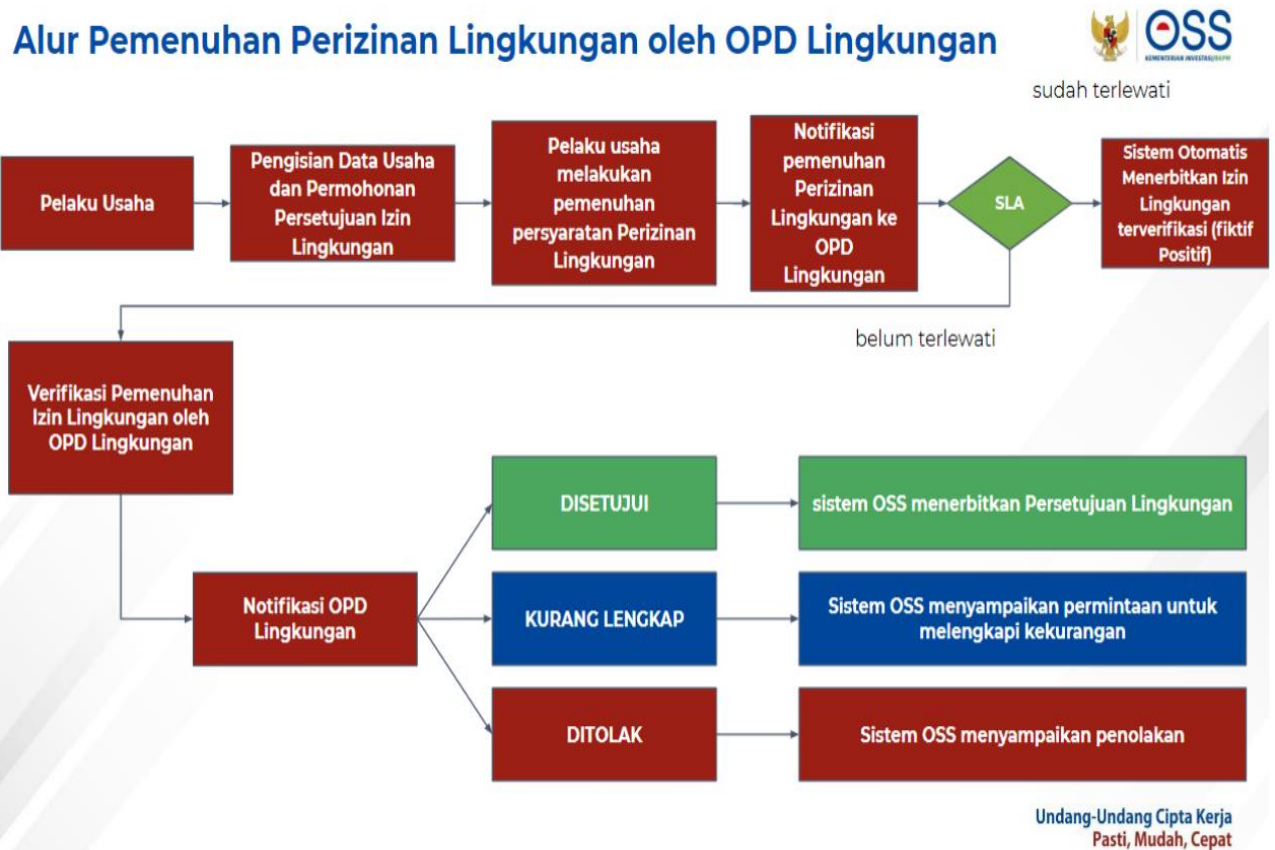 Alur Pemenuhan Perizinan Lingkungan oleh OPD Lingkungan
OSS
KEMENTERIAN INVESTASI/BKPM
sudah terlewati
Pelaku Usaha
Pengisian Data Usaha
dan Permohonan
Persetujuan Izin
Lingkungan
Pelaku usaha
melakukan
pemenuhan
persyaratan Perizinan
Lingkungan
Notifikasi
pemenuhan
Perizinan
Lingkungan ke
OPD
Lingkungan
SLA
Sistem Otomatis
Menerbitkan Izin
Lingkungan
terverifikasi (fiktif
Positif)
belum terlewati
Verifikasi Pemenuhan
Izin Lingkungan oleh
OPD Lingkungan
Notifikasi OPD
Lingkungan
DISETUJUI
sistem OSS menerbitkan Persetujuan Lingkungan
KURANG LENGKAP
Sistem OSS menyampaikan permintaan untuk
melengkapi kekurangan
DITOLAK
Sistem OSS menyampaikan penolakan
Undang-Undang Cipta Kerja
Pasti, Mudah, Cepat